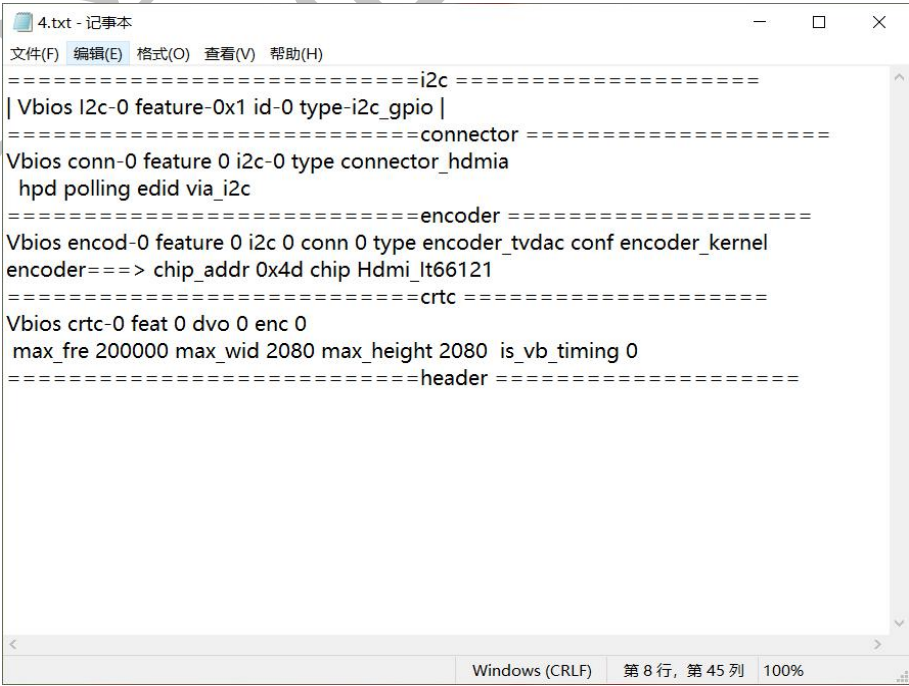 4.txt - 记事本
文件(F) 编辑(E) 格式(O) 查看(V) 帮助(H)
===========================i2c ====================
| Vbios I2c-0 feature-0x1 id-0 type-i2c_gpio |
===========================connector ====================
Vbios conn-0 feature 0 i2c-0 type connector_hdmia
  hpd polling edid via_i2c
===========================encoder ====================
Vbios encod-0 feature 0 i2c 0 conn 0 type encoder_tvdac conf encoder_kernel
encoder===> chip_addr 0x4d chip Hdmi_It66121
===========================crtc ====================
Vbios crtc-0 feat 0 dvo 0 enc 0
 max_fre 200000 max_wid 2080 max_height 2080  is_vb_timing 0
===========================header ====================
Windows (CRLF) 第 8 行，第 45 列 100%